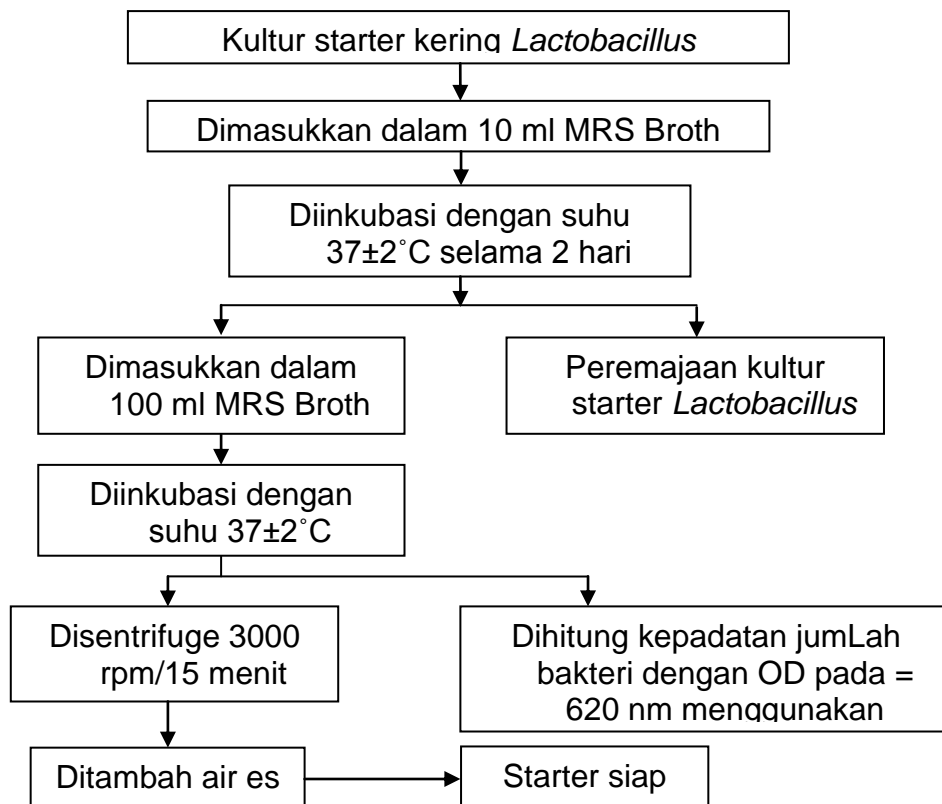 Kultur starter kering Lactobacillus
Dimasukkan dalam 10 ml MRS Broth
Diinkubasi dengan suhu
37±2˚C selama 2 hari
Dimasukkan dalam
100 ml MRS Broth
Peremajaan kultur
starter Lactobacillus
Diinkubasi dengan
suhu 37±2˚C
Disentrifuge 3000
rpm/15 menit
Dihitung kepadatan jumLah
bakteri dengan OD pada =
620 nm menggunakan
Ditambah air es
Starter siap